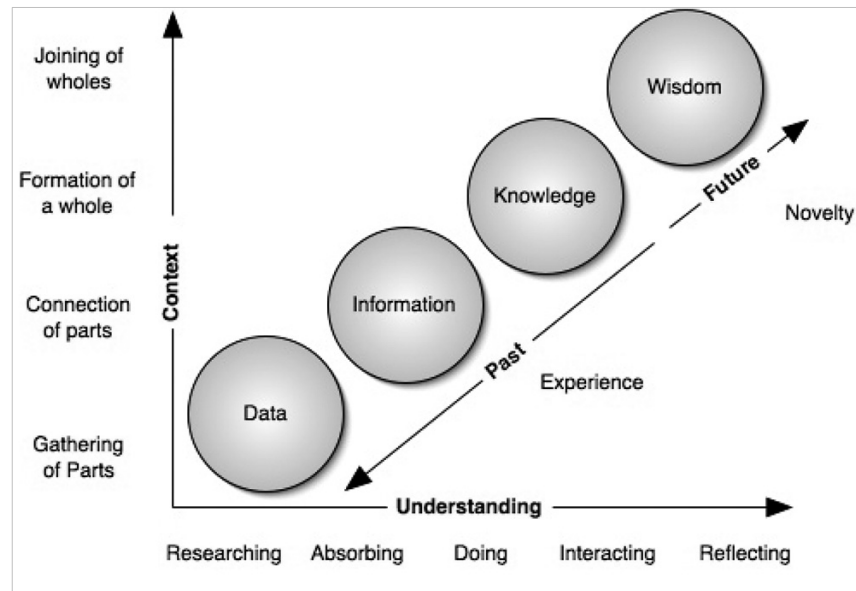 Joining of
wholes
Wisdom
Formation of
a whole
Knowledge
Future
Novelty
Context
Connection
of parts
Information
Past
Experience
Data
Gathering
of Parts
Understanding
Researching
Absorbing
Doing
Interacting
Reflecting